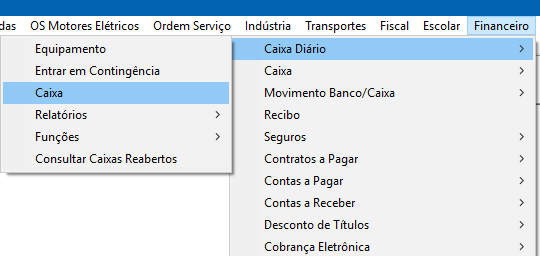 das OS Motores Elétricos Ordem Serviço Indústria Transportes Fiscal Escolar Financeiro
Equipamento
Entrar em Contingência
Caixa
Relatórios
Funções
Consultar Caixas Reabertos
Caixa Diário
Caixa
Movimento Banco/Caixa
Recibo
Seguros
Contratos a Pagar
Contas a Pagar
Contas a Receber
Desconto de Títulos
Cobrança Eletrônica